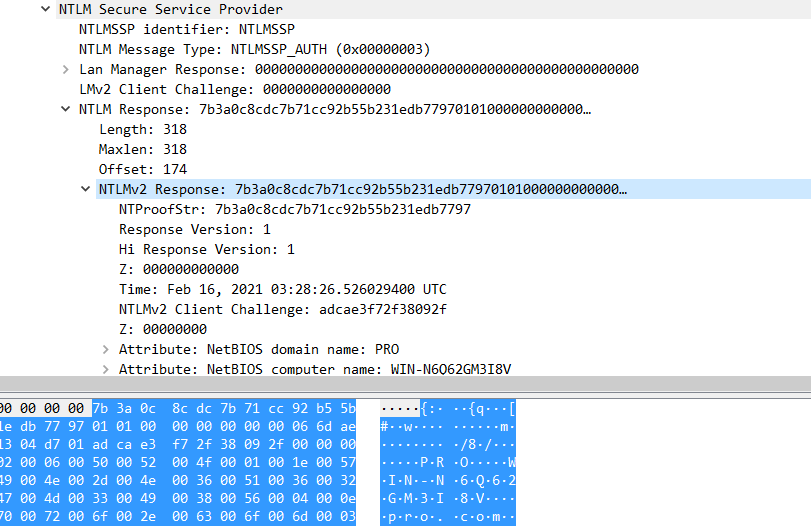 NTLM Secure Service Provider
NTLMSSP identifier: NTLMSSP
NTLM Message Type: NTLMSSP_AUTH (0x00000003)
Lan Manager Response: 000000000000000000000000000000000000000000000000
LMv2 Client Challenge: 0000000000000000
NTLM Response: 7b3a0c8cdc7b71cc92b55b231edb77970101000000000000…
Length: 318
Maxlen: 318
Offset: 174
NTLMv2 Response: 7b3a0c8cdc7b71cc92b55b231edb77970101000000000000…
NTProofStr: 7b3a0c8cdc7b71cc92b55b231edb7797
Response Version: 1
Hi Response Version: 1
Z: 000000000000
Time: Feb 16, 2021 03:28:26.526029400 UTC
NTLMv2 Client Challenge: adcae3f72f38092f
Z: 00000000
Attribute: NetBIOS domain name: PRO
Attribute: NetBIOS computer name: WIN-N6Q62GM3I8V
00 00 00 00 7b 3a 0c 8c dc 7b 71 cc 92 b5 5b ·····{:· ··{q···[
1e db 77 97 01 01 00 00 00 00 00 00 06 6d ae #··w···· ······m·
13 04 d7 01 ad ca e3 f7 2f 38 09 2f 00 00 00 ········ ·/8·/···
02 00 06 00 50 00 52 00 4f 00 01 00 1e 00 57 ·····P·R ·O·····W
49 00 4e 00 2d 00 4e 00 36 00 51 00 36 00 32 ·I·N·-·N ·6·Q·6·2
47 00 4d 00 33 00 49 00 38 00 56 00 04 00 0e ·G·M·3·I ·8·V····
70 00 72 00 6f 00 2e 00 63 00 6f 00 6d 00 03 ·p·r·o·. ·c·o·m··